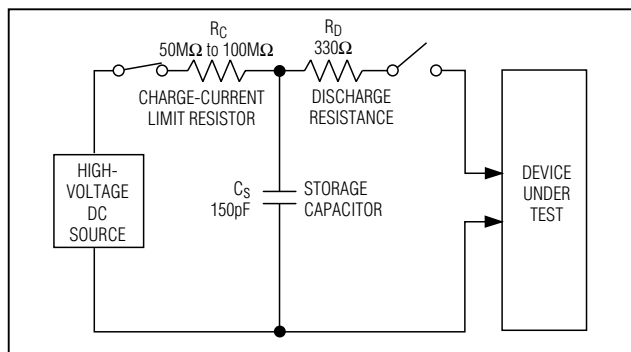 R_C
50MΩ to 100MΩ
CHARGE-CURRENT
LIMIT RESISTOR
R_D
330Ω
DISCHARGE
RESISTANCE
HIGH-
VOLTAGE
DC
SOURCE
C_S
150pF
STORAGE
CAPACITOR
DEVICE
UNDER
TEST